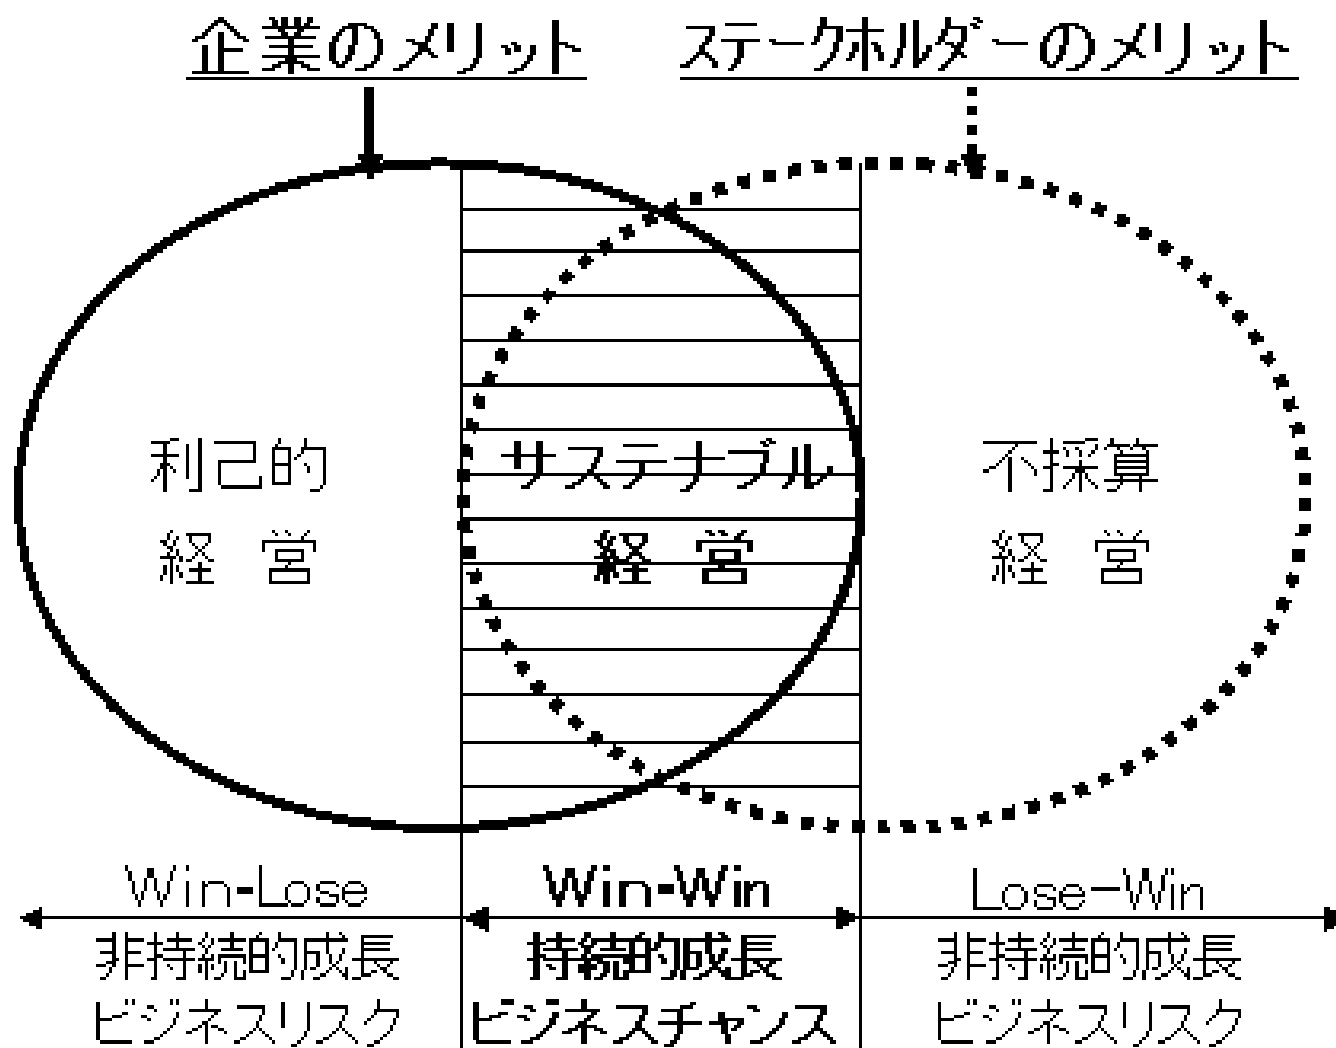 企業のメリット
ステークホルダーのメリット
利己的
経 営
サステナブル
経 営
不採算
経 営
Win-Lose
非持続的成長
ビジネスリスク
Win-Win
持続的成長
ビジネスチャンス
Lose-Win
非持続的成長
ビジネスリスク